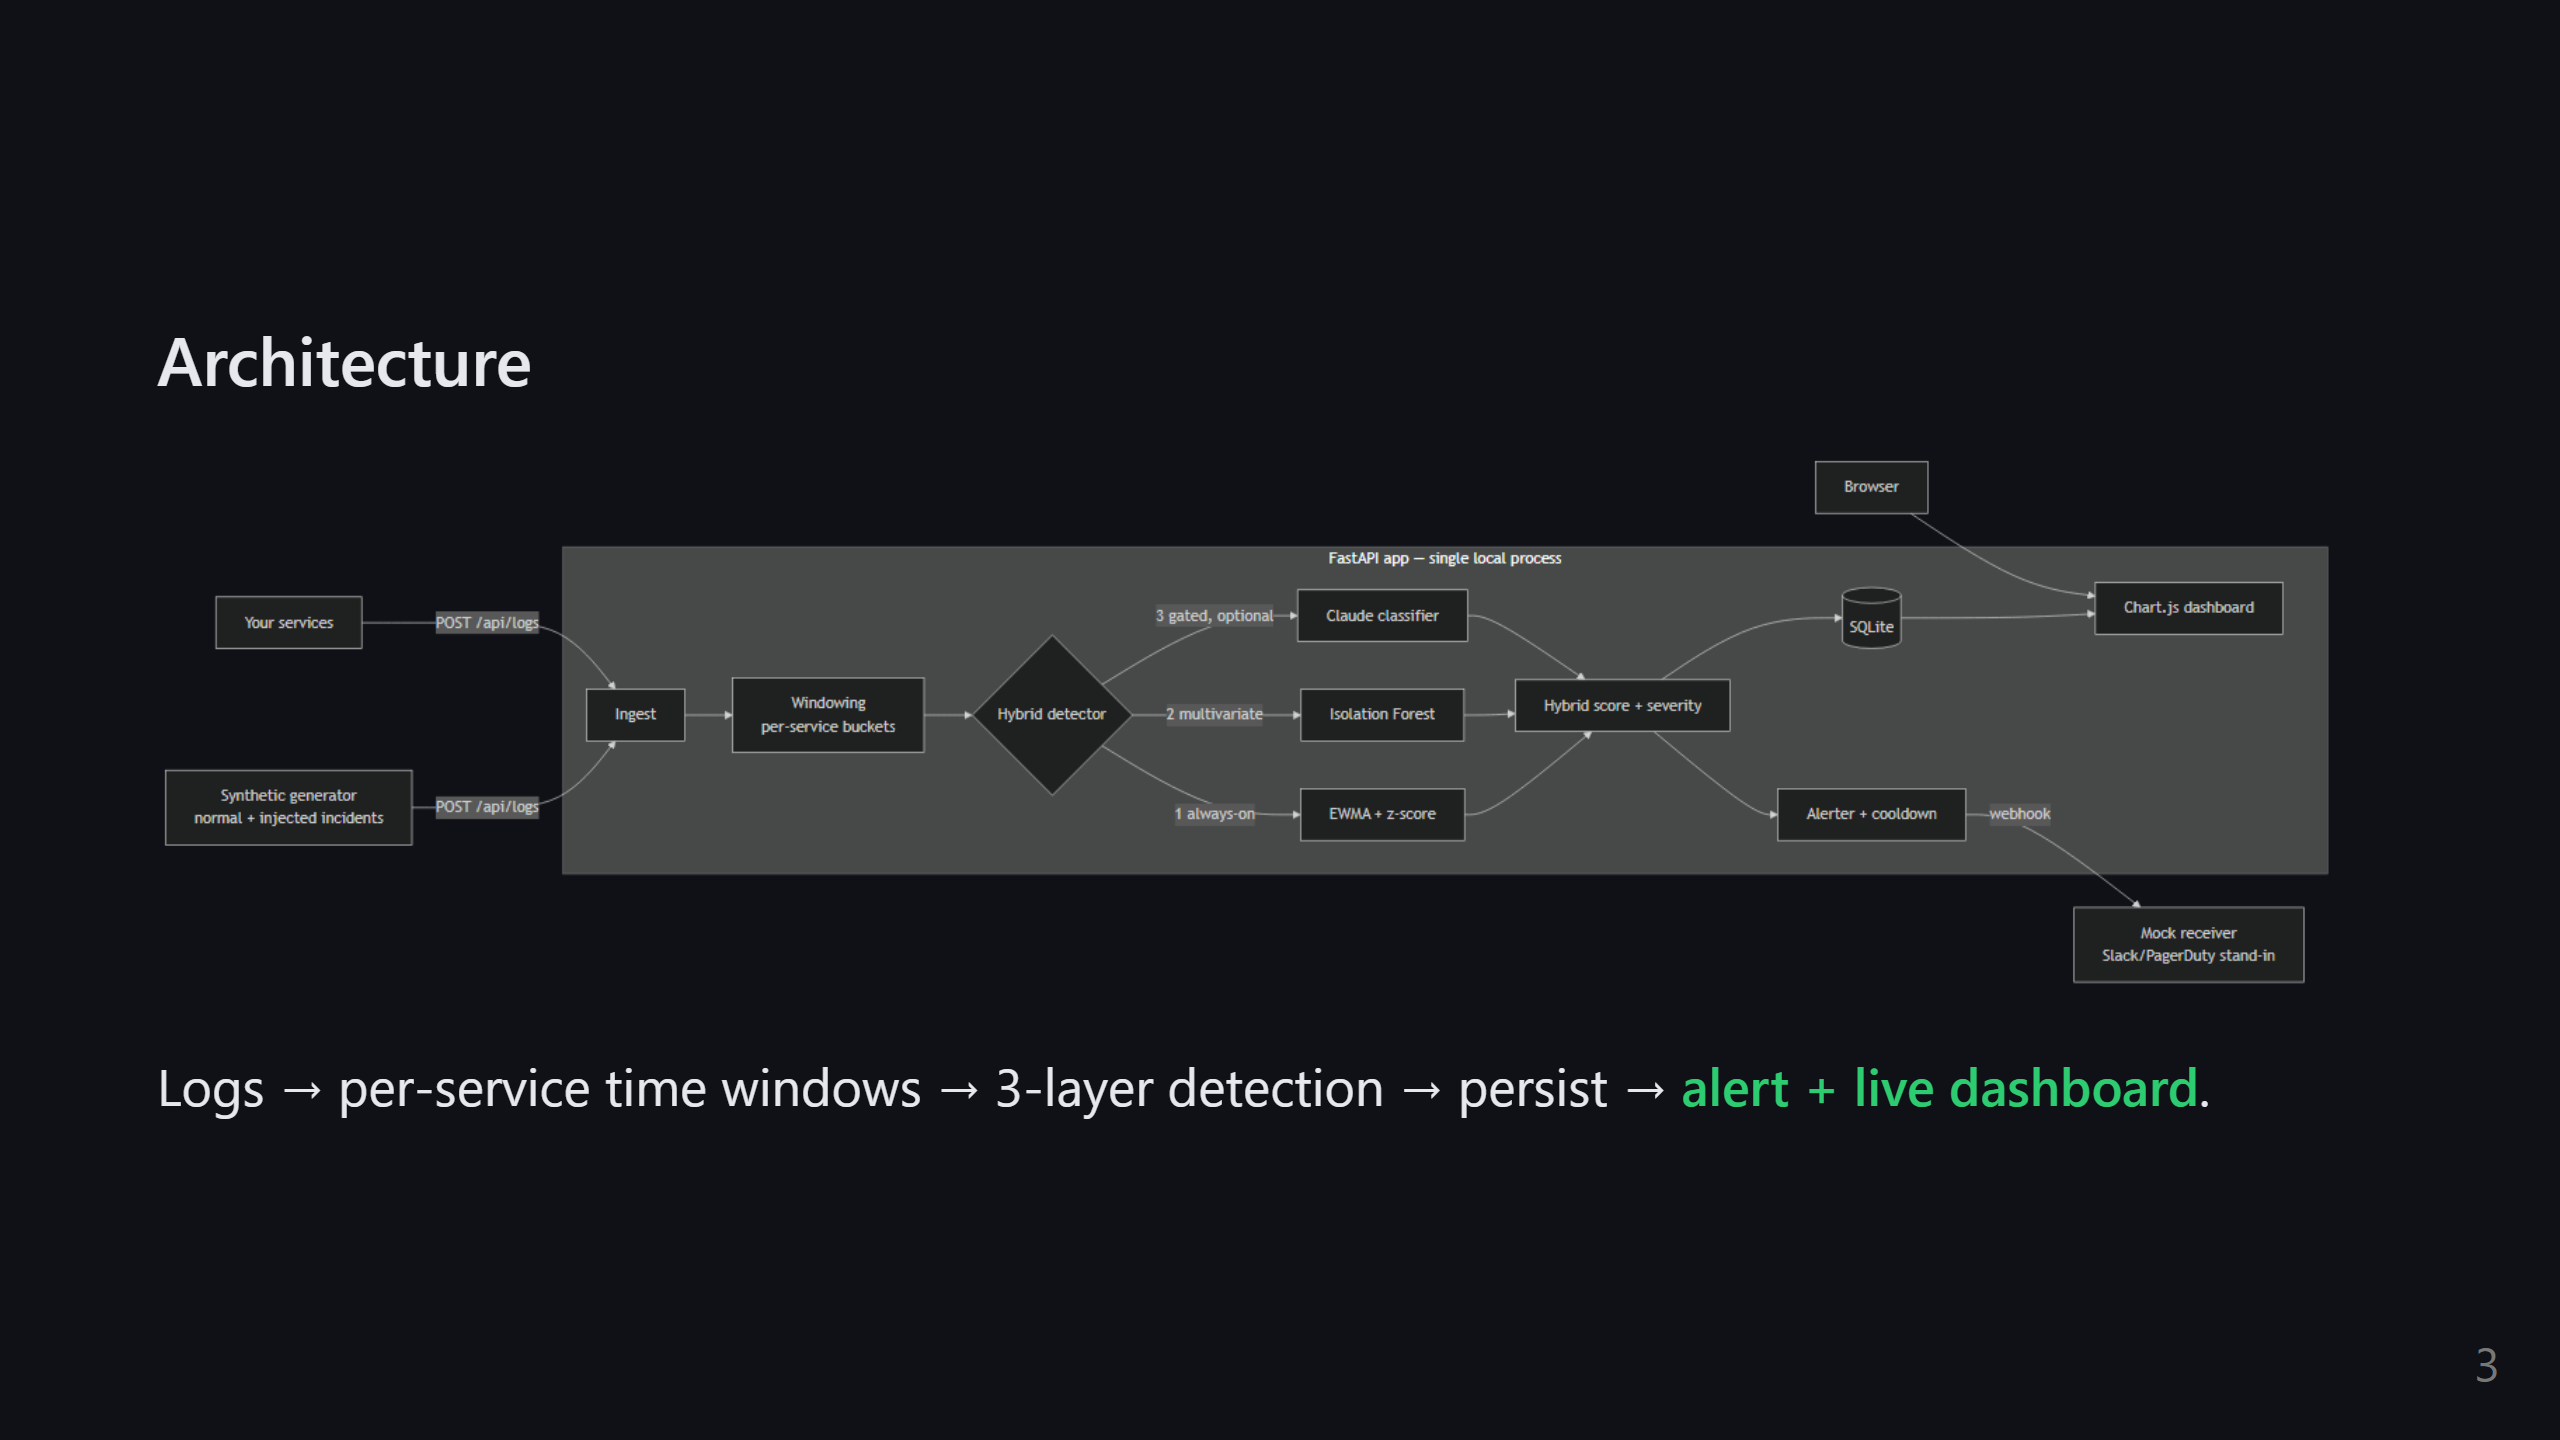 Architecture
Browser
FastAPI app — single local process
Your services
POST /api/logs
Synthetic generator
normal + injected incidents
POST /api/logs
Ingest
Windowing
per-service buckets
Hybrid detector
3 gated, optional
Claude classifier
2 multivariate
Isolation Forest
1 always-on
EWMA + z-score
Hybrid score + severity
SQLite
Chart.js dashboard
Alerter + cooldown
webhook
Mock receiver
Slack/PagerDuty stand-in
Logs → per-service time windows → 3-layer detection → persist → alert + live dashboard.
3